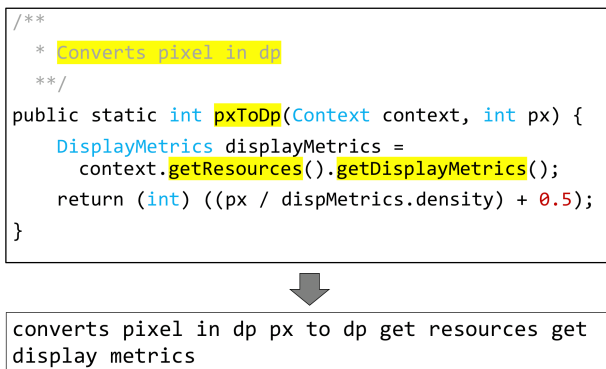 /**
* Converts pixel in dp
**/
public static int pxToDp(Context context, int px) {
DisplayMetrics displayMetrics =
context.getResources().getDisplayMetrics();
return (int) ((px / dispMetrics.density) + 0.5);
}
converts pixel in dp px to dp get resources get
display metrics